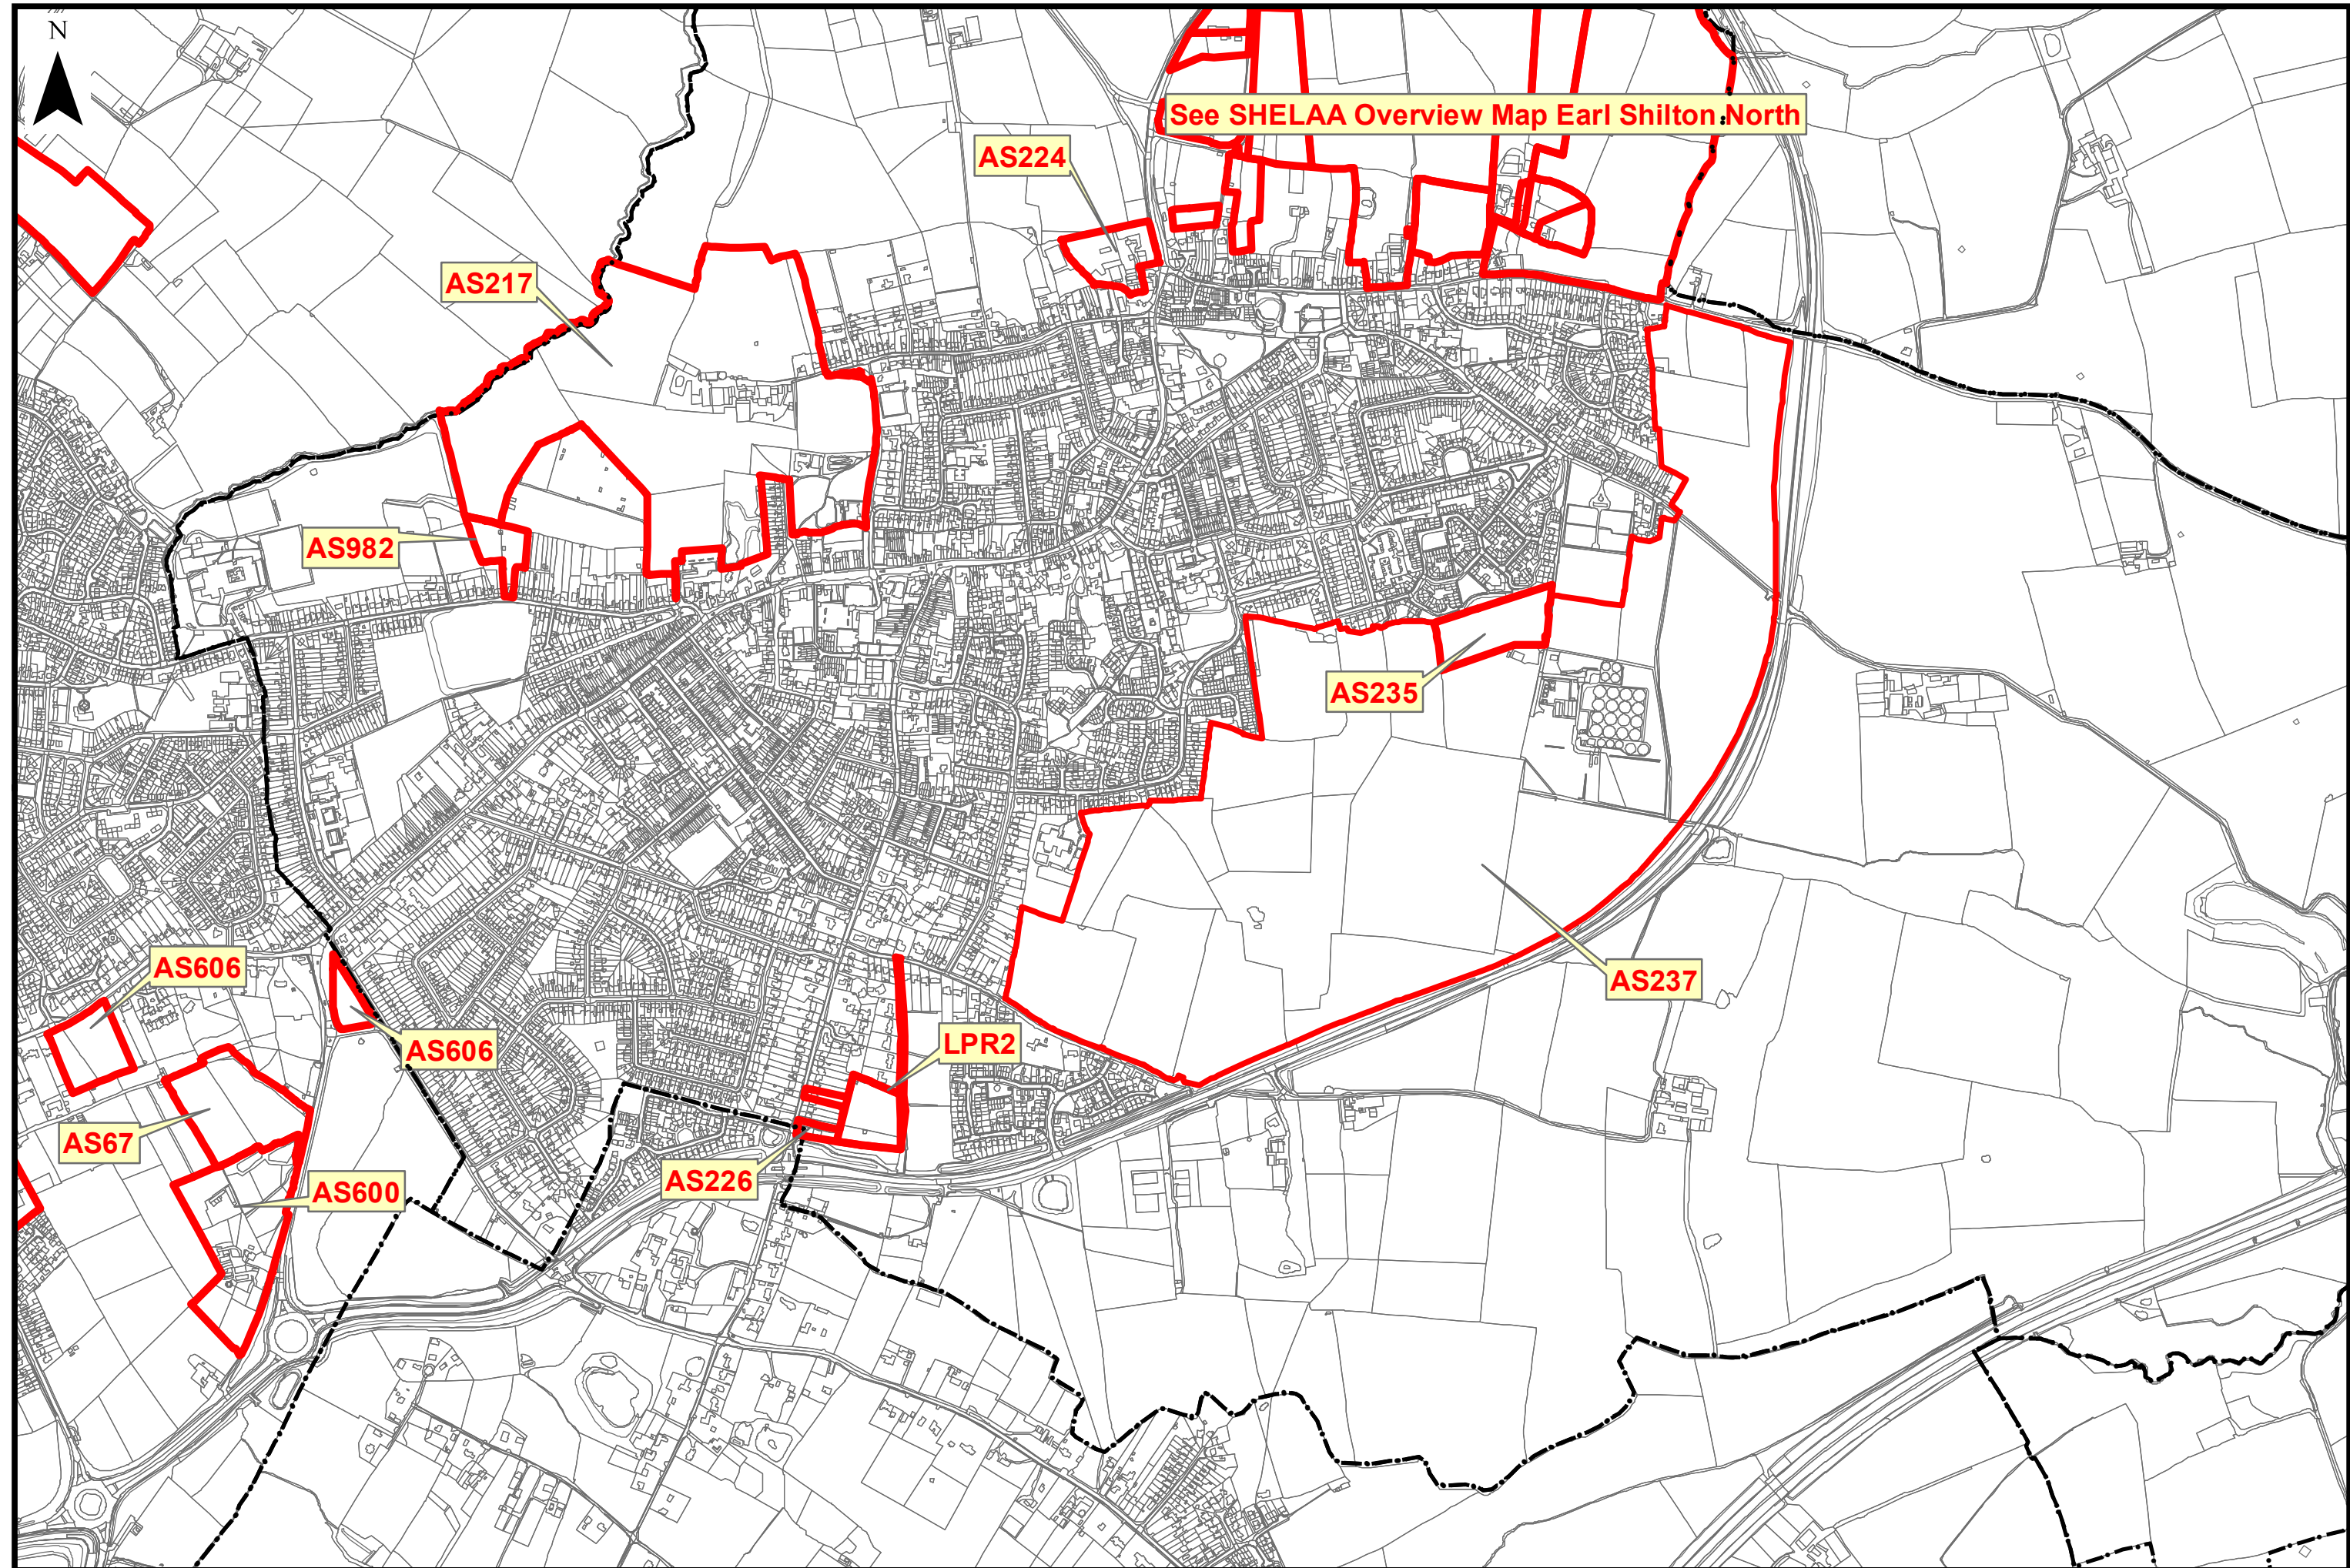 N
See SHELAA Overview Map Earl Shilton North
AS224
AS217
AS982
AS235
AS606
AS237
AS606
LPR2
AS67
AS226
AS600